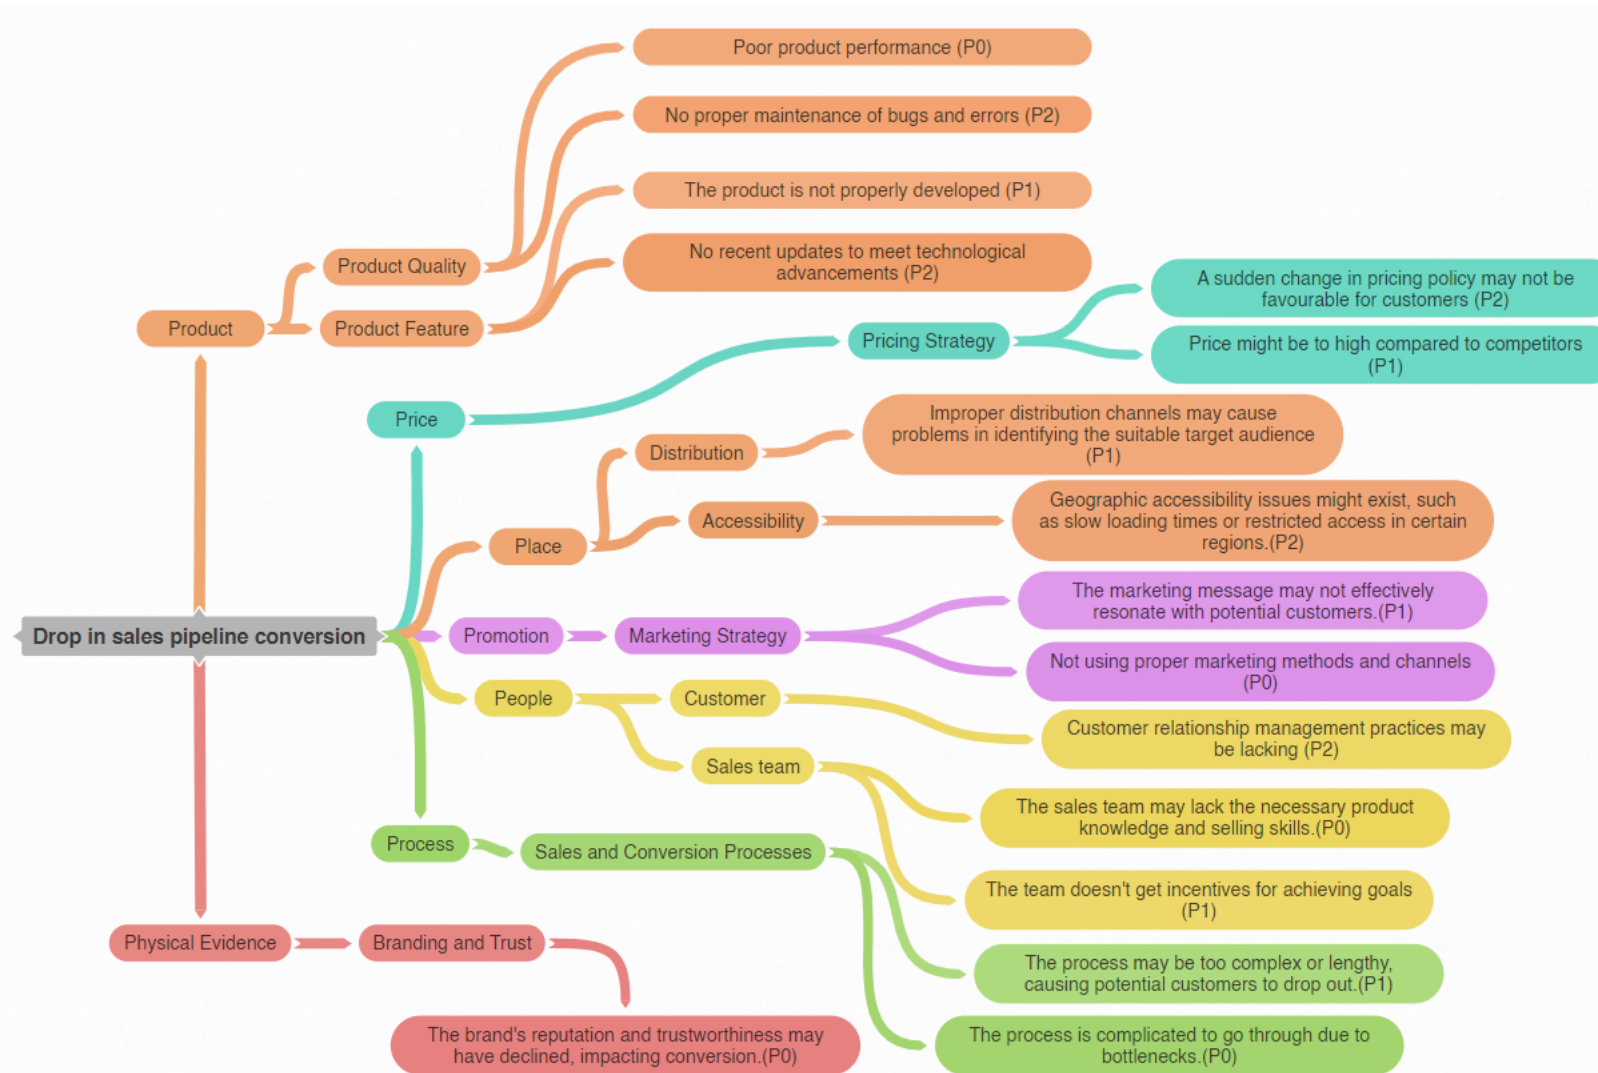 Poor product performance (P0)
No proper maintenance of bugs and errors (P2)
The product is not properly developed (P1)
No recent updates to meet technological
advancements (P2)
Product Quality
Product
Product Feature
A sudden change in pricing policy may not be
favourable for customers (P2)
Pricing Strategy
Price might be to high compared to competitors
(P1)
Price
Improper distribution channels may cause
problems in identifying the suitable target audience
(P1)
Distribution
Geographic accessibility issues might exist, such
as slow loading times or restricted access in certain
regions.(P2)
Accessibility
Place
The marketing message may not effectively
resonate with potential customers.(P1)
Drop in sales pipeline conversion
Promotion
Marketing Strategy
Not using proper marketing methods and channels
(P0)
People
Customer
Customer relationship management practices may
be lacking (P2)
Sales team
The sales team may lack the necessary product
knowledge and selling skills.(P0)
Process
Sales and Conversion Processes
The team doesn't get incentives for achieving goals
(P1)
Physical Evidence
Branding and Trust
The process may be too complex or lengthy,
causing potential customers to drop out.(P1)
The brand's reputation and trustworthiness may
have declined, impacting conversion.(P0)
The process is complicated to go through due to
bottlenecks.(P0)